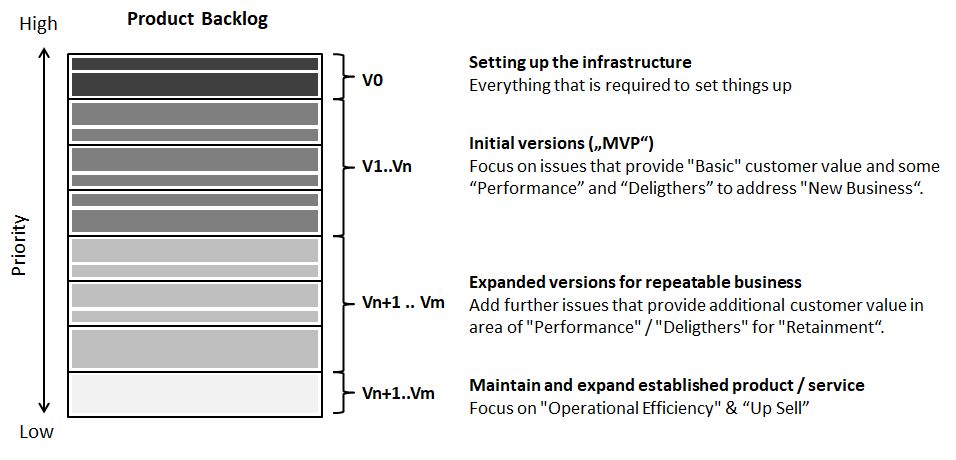 High
Product Backlog
Setting up the infrastructure
V0
Everything that is required to set things up
Initial versions („MVP“)
V1..Vn
Focus on issues that provide "Basic" customer value and some
“Performance” and “Deligthers” to address "New Business“.
Priority
Expanded versions for repeatable business
Vn+1 .. Vm
Add further issues that provide additional customer value in
area of "Performance" / "Deligthers" for "Retainment“.
Maintain and expand established product / service
Vn+1..Vm
Focus on "Operational Efficiency" & “Up Sell”
Low